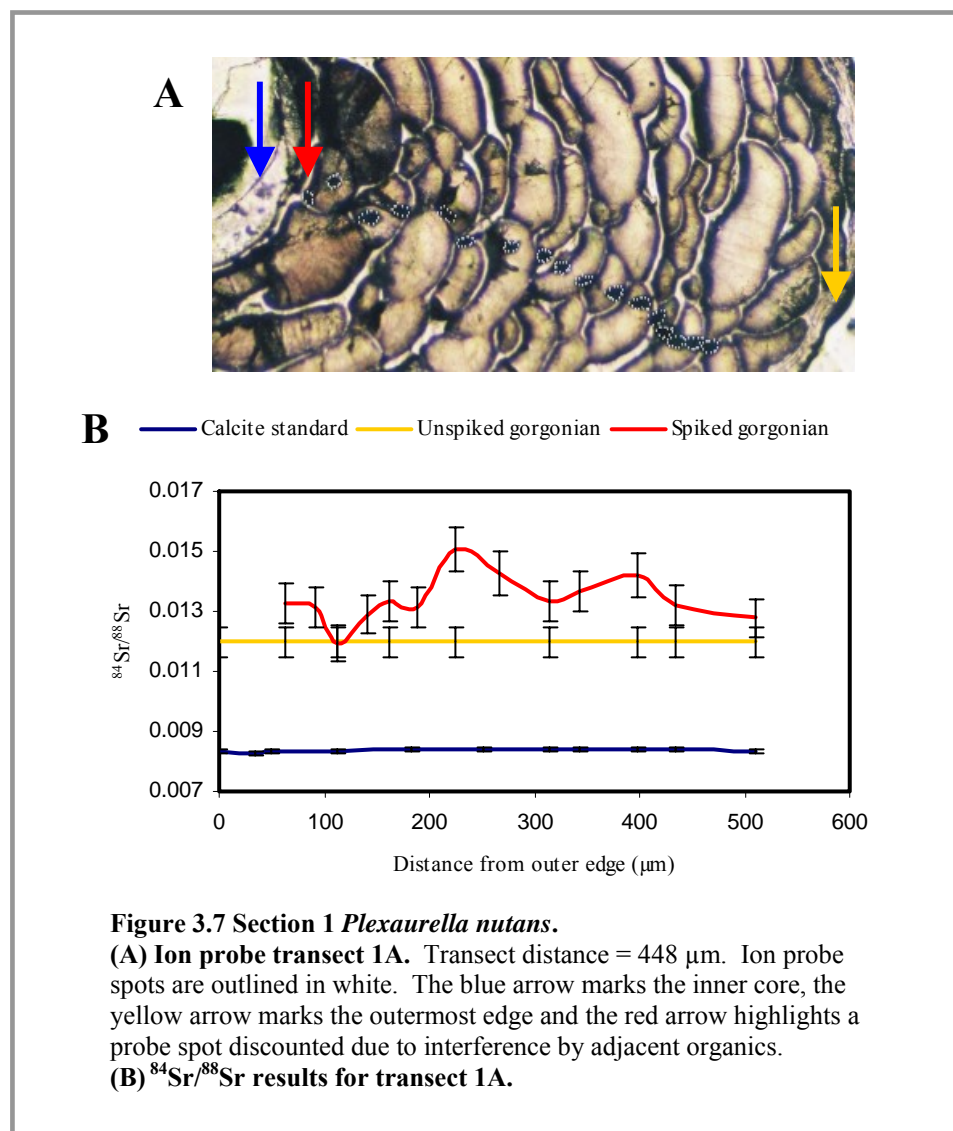 A
B
Calcite standard Unspiked gorgonian Spiked gorgonian
0.017
0.015
0.013
0.011
0.009
0.007
⁸⁴Sr/⁸⁸Sr
0 100 200 300 400 500 600
Distance from outer edge (µm)
Figure 3.7 Section 1 Plexaurella nutans.
(A) Ion probe transect 1A. Transect distance = 448 µm. Ion probe
spots are outlined in white. The blue arrow marks the inner core, the
yellow arrow marks the outermost edge and the red arrow highlights a
probe spot discounted due to interference by adjacent organics.
(B) ⁸⁴Sr/⁸⁸Sr results for transect 1A.